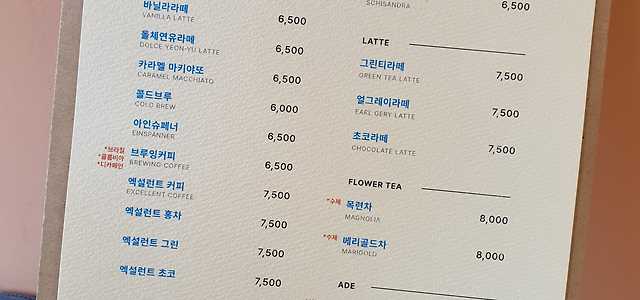 바닐라라떼
VANILLA LATTE
6,500
돌체연유라떼
DOLCE YEON-YU LATTE
6,500
카라멜 마키야또
CARAMEL MACCHIATO
6,500
콜드브루
COLD BREW
6,000
아인슈페너
EINSPANNER
6,500
*브라질
*콜롬비아
*디카페인
브루잉커피
BREWING COFFEE
6,500
엑설런트 커피
EXCELLENT COFFEE
7,500
엑설런트 홍차
7,500
엑설런트 그린
7,500
엑설런트 초코
7,500
SCHISANDRA
6,500
LATTE
그린티라떼
GREEN TEA LATTE
7,500
얼그레이라떼
EARL GERY LATTE
7,500
초코라떼
CHOCOLATE LATTE
7,500
FLOWER TEA
*수제
목련차
MAGNOLIA
8,000
*수제
메리골드차
MARIGOLD
8,000
ADE